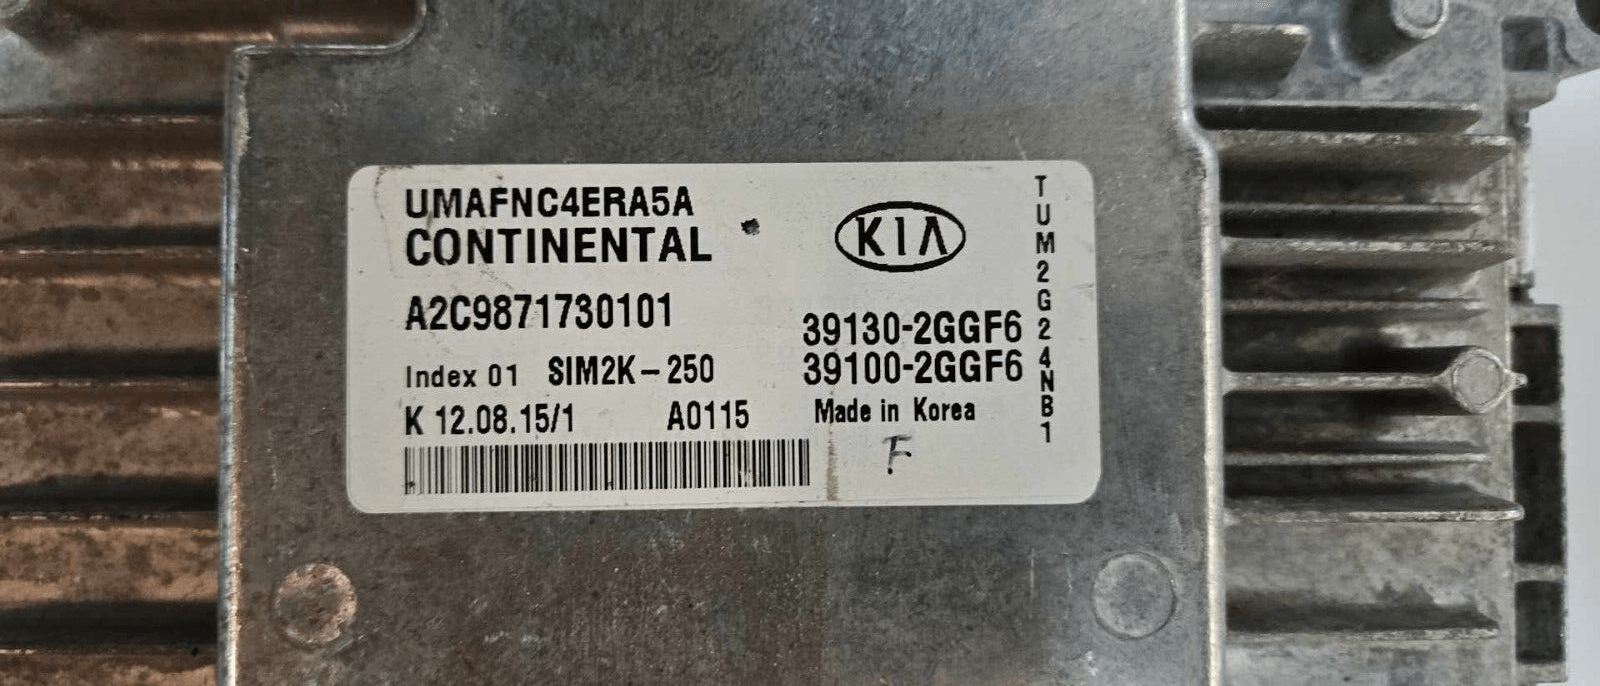 UMAFNC4ERA5A
CONTINENTAL
KIA
A2C9871730101
39130-2GGF6
Index 01 SIM2K-250
39100-2GGF6
K 12.08.15/1 A0115
Made in Korea
F
TUM2G24NB1